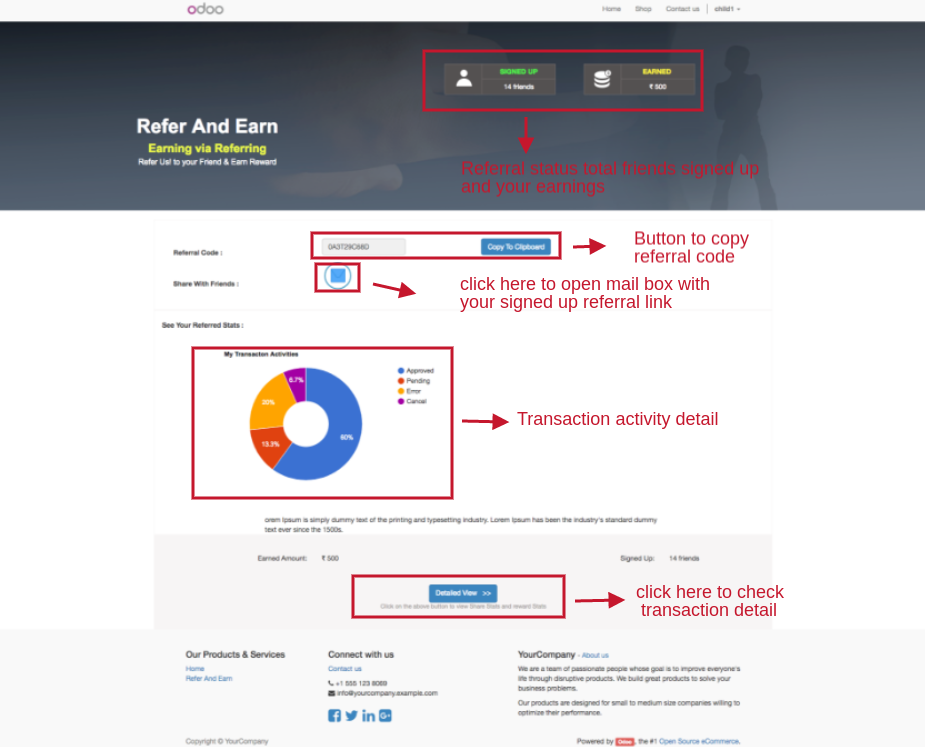 odoo
Home Shop Contact us child1
SIGNED UP
14 friends
EARNED
₹ 500
Refer And Earn
Earning via Referring
Refer Us! to your Friend & Earn Reward
Referral status total friends signed up
and your earnings
Referral Code :
Copy To Clipboard
Button to copy
referral code
Share With Friends :
click here to open mail box with
your signed up referral link
See Your Referred Stats :
My Transacton Activities
6.7%
20%
13.3%
60%
Approved
Pending
Error
Cancel
Transaction activity detail
orem Ipsum is simply dummy text of the printing and typesetting industry. Lorem Ipsum has been the industry's standard dummy
text ever since the 1500s.
Earned Amount: ₹ 500
Signed Up: 14 friends
Detailed View >>
Click on the above button to view Share Stats and reward Stats
click here to check
transaction detail
Our Products & Services
Home
Refer And Earn
Connect with us
Contact us
+1 555 123 8069
info@yourcompany.example.com
YourCompany - About us
We are a team of passionate people whose goal is to improve everyone's
life through disruptive products. We build great products to solve your
business problems.
Our products are designed for small to medium size companies willing to
optimize their performance.
Copyright © YourCompany
Powered by Odoo, the #1 Open Source eCommerce.